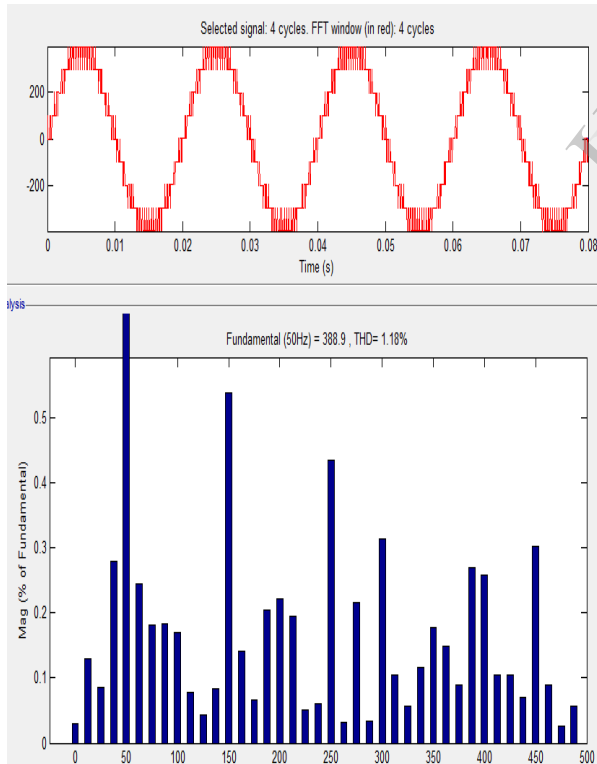 Selected signal: 4 cycles. FFT window (in red): 4 cycles
200
0
-200
0 0.01 0.02 0.03 0.04 0.05 0.06 0.07 0.08
Time (s)
alysis
Fundamental (50Hz) = 388.9 , THD= 1.18%
Mag (% of Fundamental)
0.5
0.4
0.3
0.2
0.1
0
0 50 100 150 200 250 300 350 400 450 500